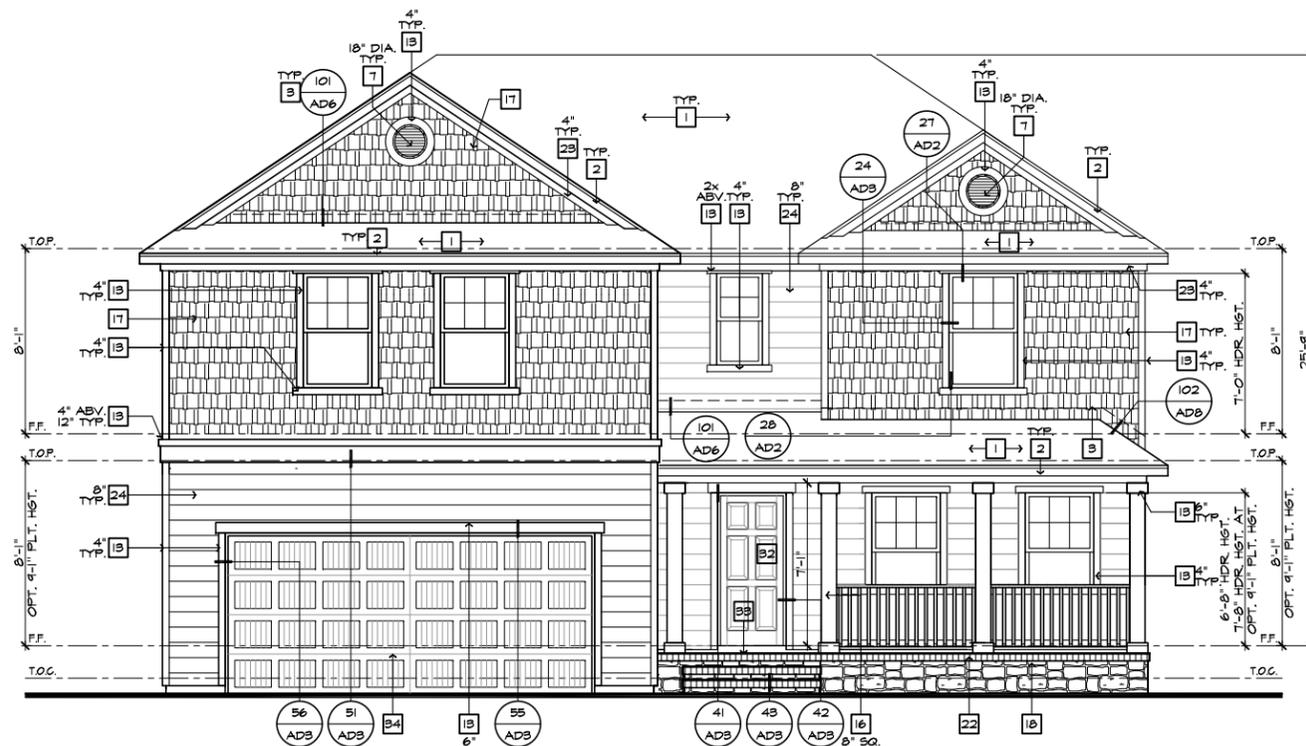 4"
TYP.
13
18" DIA.
TYP.
7
TYP.
3
101
AD6
17
4"
TYP.
23
TYP.
2
TYP.
1
4"
TYP.
13
18" DIA.
TYP.
7
27
AD2
24
AD3
TYP.
2
2x
ABV.
13
4"
TYP.
13
8"
TYP.
24
T.O.P.
TYP 2
1
1
T.O.P.
4"
TYP. 13
23 4"
TYP.
17
17 TYP.
4"
TYP. 13
13 4"
TYP.
8'-1"
7'-0" HDR. HGT.
8'-1"
25'-9"
102
AD8
4" ABV.
12" TYP. 13
F.F.
101
AD6
28
AD2
F.F.
T.O.P.
1
TYP.
2
3
T.O.P.
8"
TYP. 24
13 6"
TYP.
4"
TYP. 13
32
7'-1"
13 4"
TYP.
8'-1"
OPT. 9'-1" PLT. HGT.
6'-8" HDR. HGT.
7'-8" HDR. HGT. AT
OPT. 9'-1" PLT. HGT.
8'-1"
OPT. 9'-1" PLT. HGT.
33
F.F.
F.F.
T.O.C.
T.O.C.
56
AD3
51
AD3
34
13
6"
55
AD3
41
AD3
43
AD3
42
AD3
16
8" SQ.
22
18